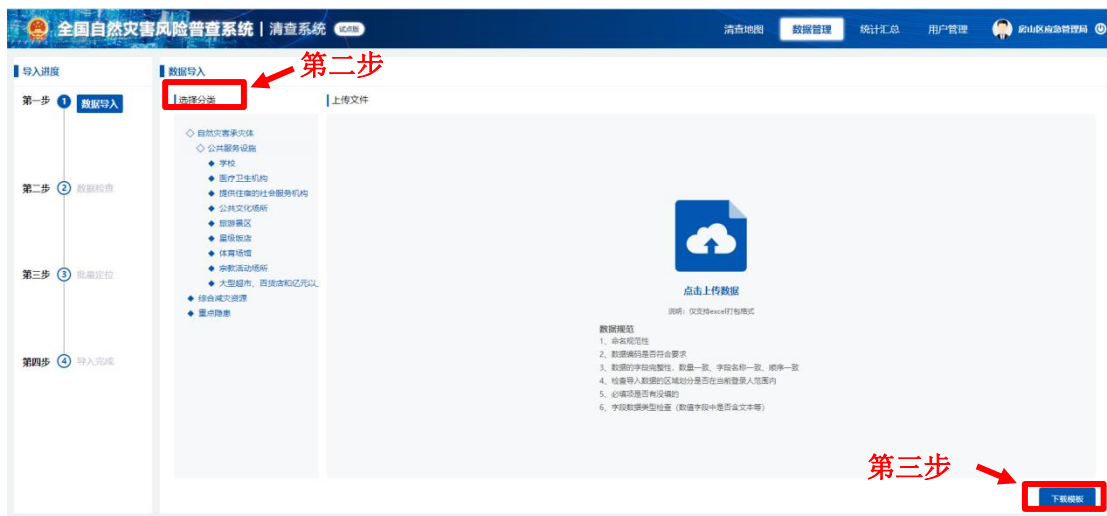 全国自然灾害风险普查系统 | 清查系统 试点版
清查地图 数据管理 统计汇总 用户管理 房山区应急管理局
导入进度
第一步 1 数据导入
第二步 2 数据检查
第三步 3 批量定位
第四步 4 导入完成
数据导入
第二步
选择分类
自然灾害承灾体
公共服务设施
学校
医疗卫生机构
提供住宿的社会服务机构
公共文化场所
旅游景区
星级饭店
体育场馆
宗教活动场所
大型超市、百货店和亿元以
综合减灾资源
重点隐患
上传文件
点击上传数据
说明：仅支持excel打包格式
数据规范
1、命名规范性
2、数据编码是否符合要求
3、数据的字段完整性，数量一致、字段名称一致、顺序一致
4、检查导入数据的区域划分是否在当前登录人范围内
5、必填项是否有没填的
6、字段数据类型检查（数值字段中是否含文本等）
第三步
下载模板